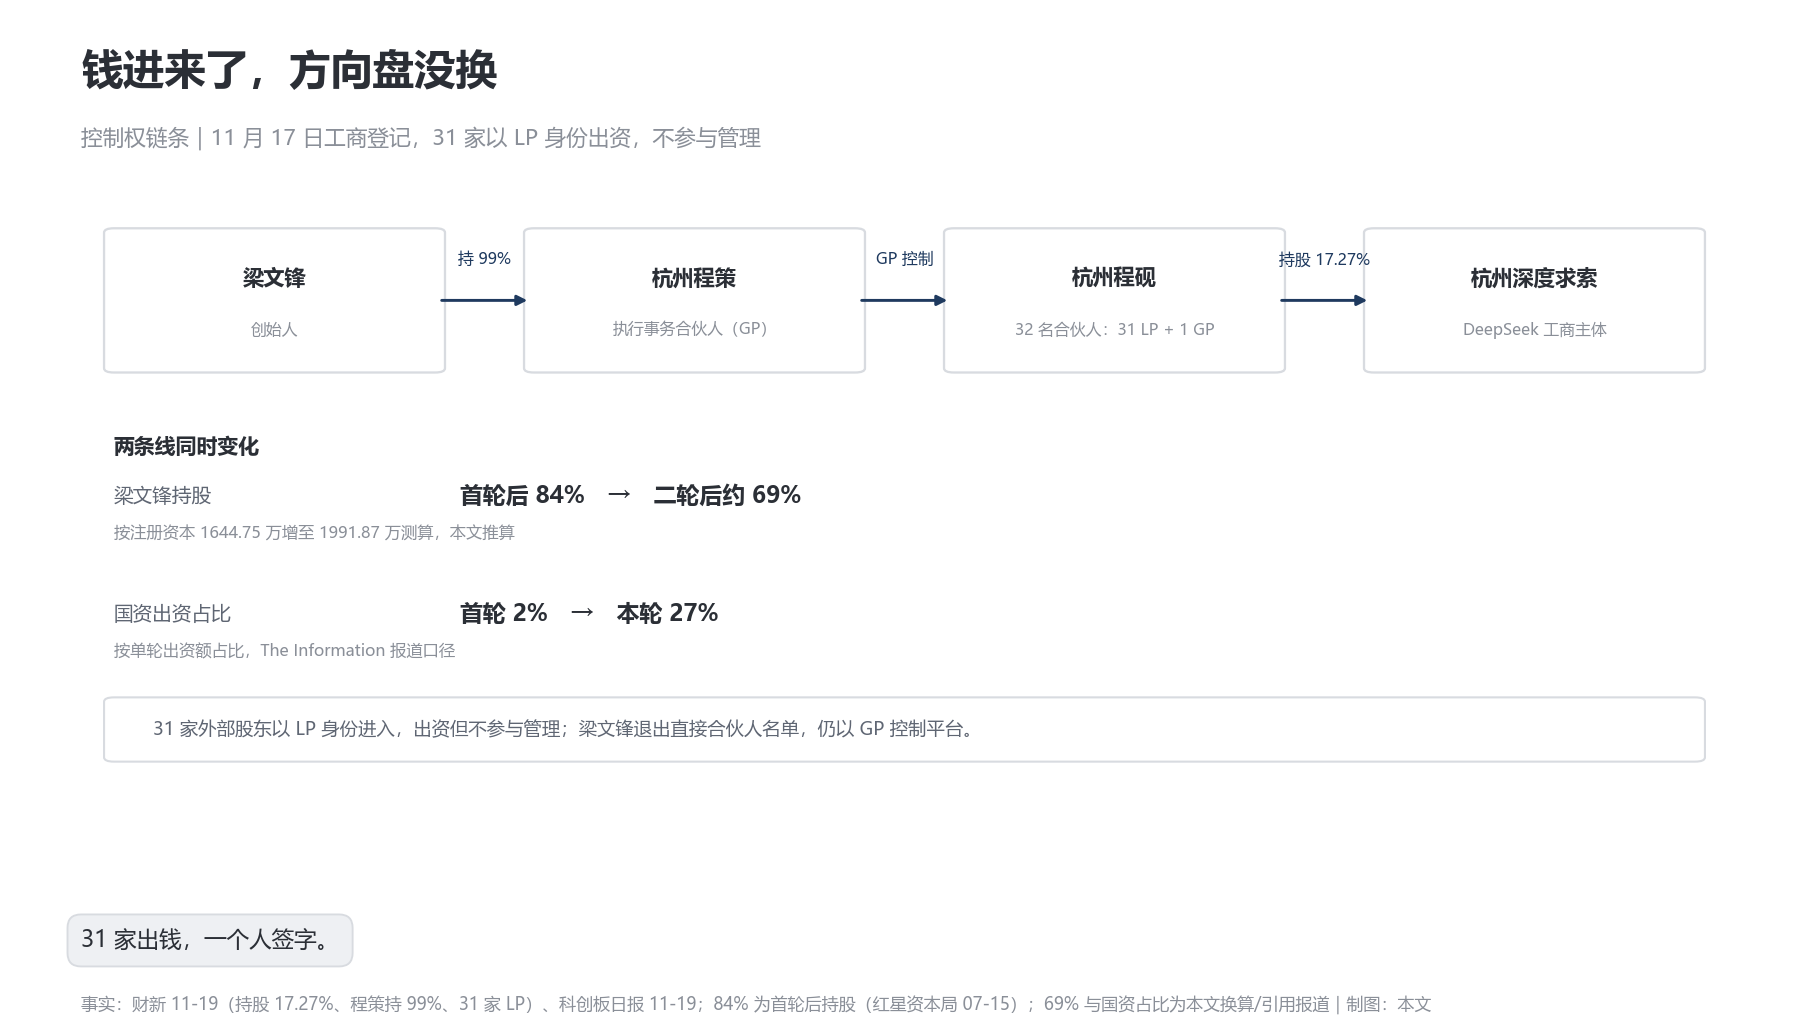 钱进来了，方向盘没换
控制权链条 | 11 月 17 日工商登记，31 家以 LP 身份出资，不参与管理
梁文锋
创始人
持 99%
杭州程策
执行事务合伙人（GP）
GP 控制
杭州程砚
32 名合伙人：31 LP + 1 GP
持股 17.27%
杭州深度求索
DeepSeek 工商主体
两条线同时变化
梁文锋持股 首轮后 84% → 二轮后约 69%
按注册资本 1644.75 万增至 1991.87 万测算，本文推算
国资出资占比 首轮 2% → 本轮 27%
按单轮出资额占比，The Information 报道口径
31 家外部股东以 LP 身份进入，出资但不参与管理；梁文锋退出直接合伙人名单，仍以 GP 控制平台。
31 家出钱，一个人签字。
事实：财新 11-19（持股 17.27%、程策持 99%、31 家 LP）、科创板日报 11-19；84% 为首轮后持股（红星资本局 07-15）；69% 与国资占比为本文换算/引用报道 | 制图：本文